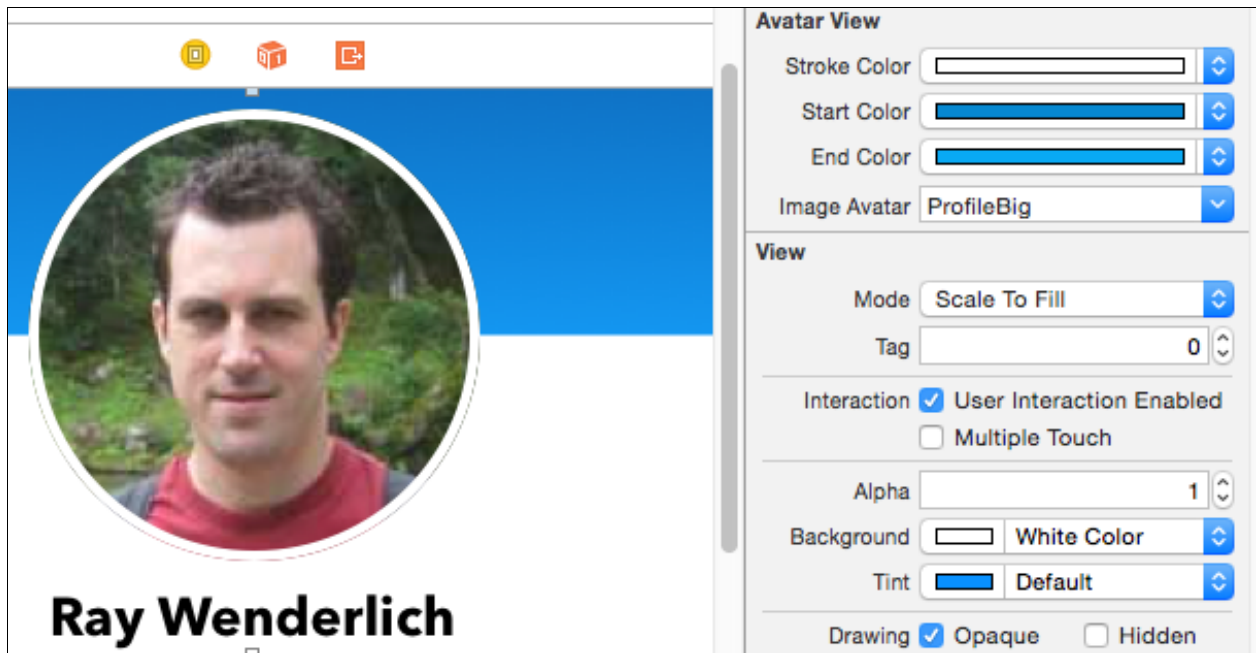 Avatar View
Stroke Color
Start Color
End Color
Image Avatar ProfileBig
View
Mode Scale To Fill
Tag 0
Interaction User Interaction Enabled
Multiple Touch
Alpha 1
Background White Color
Tint Default
Drawing Opaque Hidden
Ray Wenderlich